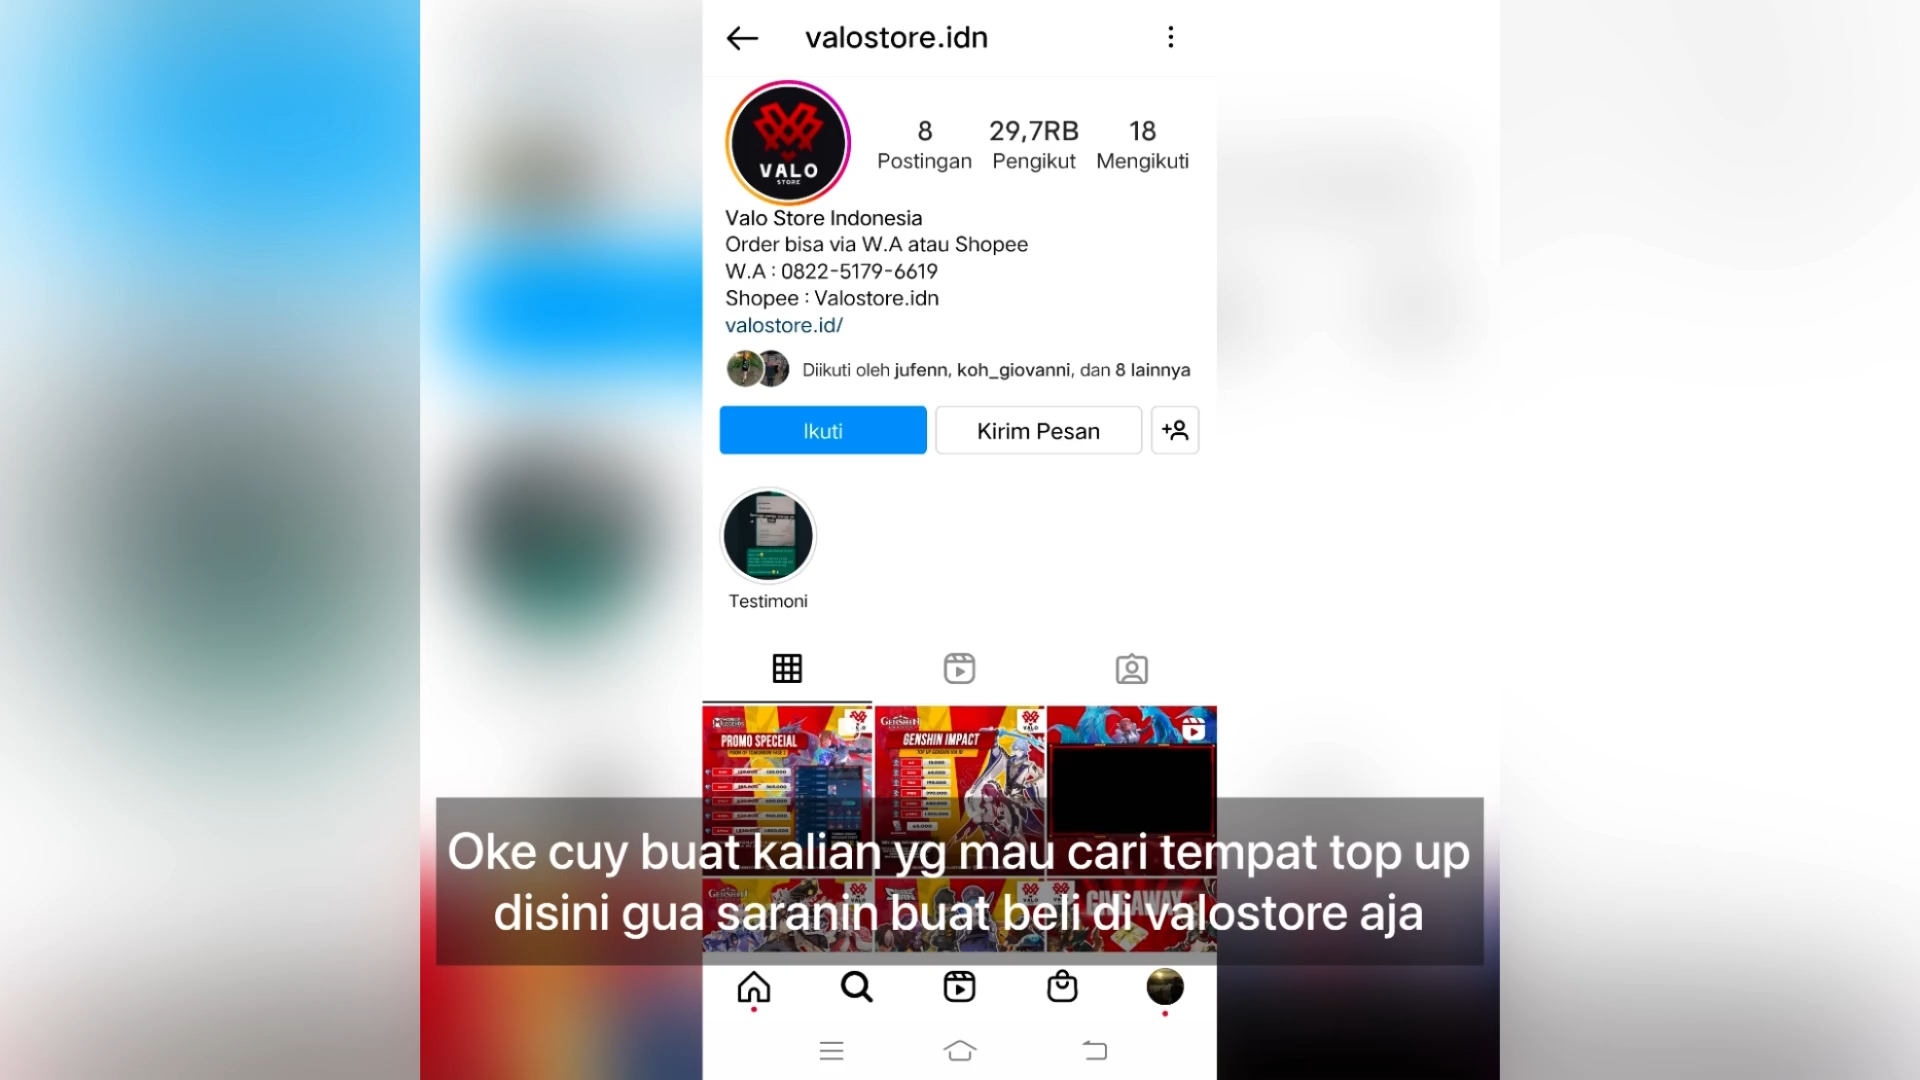 valostore.idn
VALO
STORE
8
29,7RB
18
Postingan
Pengikut
Mengikuti
Valo Store Indonesia
Order bisa via W.A atau Shopee
W.A : 0822-5179-6619
Shopee : Valostore.idn
valostore.id/
Diikuti oleh jufenn, koh_giovanni, dan 8 lainnya
Ikuti
Kirim Pesan
Testimoni
PROMO SPECEIAL
GENSHIN
GENSHIN IMPACT
Oke cuy buat kalian yg mau cari tempat top up
disini gua saranin buat beli di valostore aja